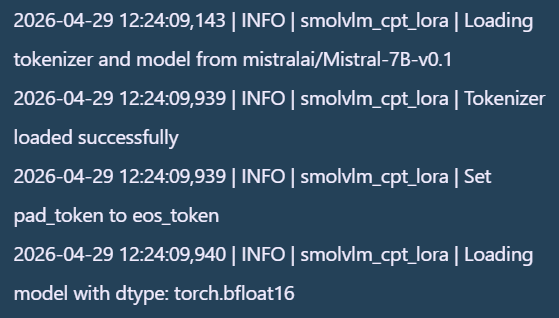 2026-04-29 12:24:09,143 | INFO | smolvlm_cpt_lora | Loading
tokenizer and model from mistralai/Mistral-7B-v0.1
2026-04-29 12:24:09,939 | INFO | smolvlm_cpt_lora | Tokenizer
loaded successfully
2026-04-29 12:24:09,939 | INFO | smolvlm_cpt_lora | Set
pad_token to eos_token
2026-04-29 12:24:09,940 | INFO | smolvlm_cpt_lora | Loading
model with dtype: torch.bfloat16